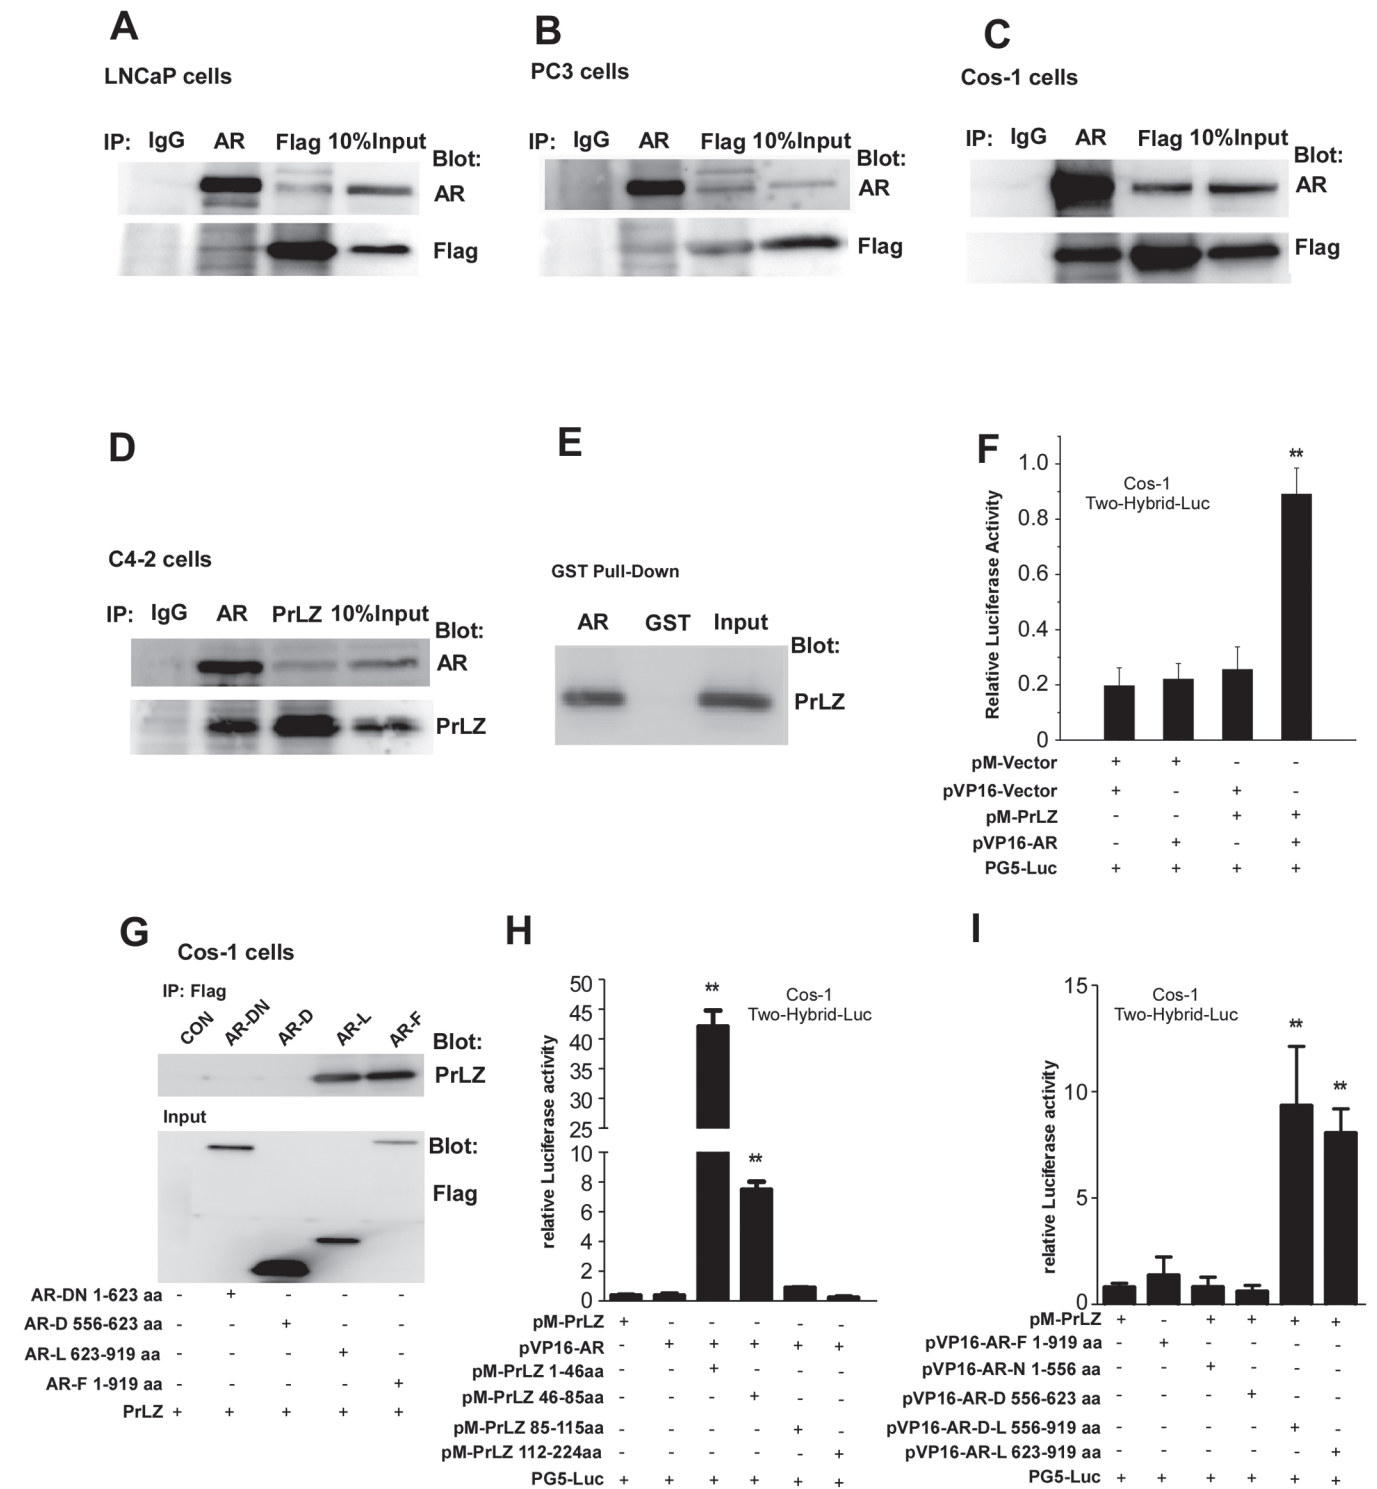 A
LNCaP cells
IP: IgG AR Flag 10%Input
Blot:
AR
Flag
B
PC3 cells
IP: IgG AR Flag 10%Input
Blot:
AR
Flag
C
Cos-1 cells
IP: IgG AR Flag 10%Input
Blot:
AR
Flag
D
C4-2 cells
IP: IgG AR PrLZ 10%Input
Blot:
AR
PrLZ
E
GST Pull-Down
AR GST Input
Blot:
PrLZ
F
Cos-1
Two-Hybrid-Luc
Relative Luciferase Activity
1.0
0.8
0.6
0.4
0.2
0
**
pM-Vector + + - -
pVP16-Vector + - + -
pM-PrLZ - - + +
pVP16-AR - + - +
PG5-Luc + + + +
G
Cos-1 cells
IP: Flag
CON AR-DN AR-D AR-L AR-F
Blot:
PrLZ
Input
Blot:
Flag
AR-DN 1-623 aa - + - - -
AR-D 556-623 aa - - + - -
AR-L 623-919 aa - - - + -
AR-F 1-919 aa - - - - +
PrLZ + + + + +
H
Cos-1
Two-Hybrid-Luc
relative Luciferase activity
50
45
40
35
30
25
10
8
6
4
2
0
**
**
pM-PrLZ + - - - - -
pVP16-AR - + + + + +
pM-PrLZ 1-46aa - - + - - -
pM-PrLZ 46-85aa - - - + - -
pM-PrLZ 85-115aa - - - - + -
pM-PrLZ 112-224aa - - - - - +
PG5-Luc + + + + + +
I
Cos-1
Two-Hybrid-Luc
relative Luciferase activity
15
10
5
0
**
**
pM-PrLZ + - + + + +
pVP16-AR-F 1-919 aa - + - - - -
pVP16-AR-N 1-556 aa - - + - - -
pVP16-AR-D 556-623 aa - - - + - -
pVP16-AR-D-L 556-919 aa - - - - + -
pVP16-AR-L 623-919 aa - - - - - +
PG5-Luc + + + + + +